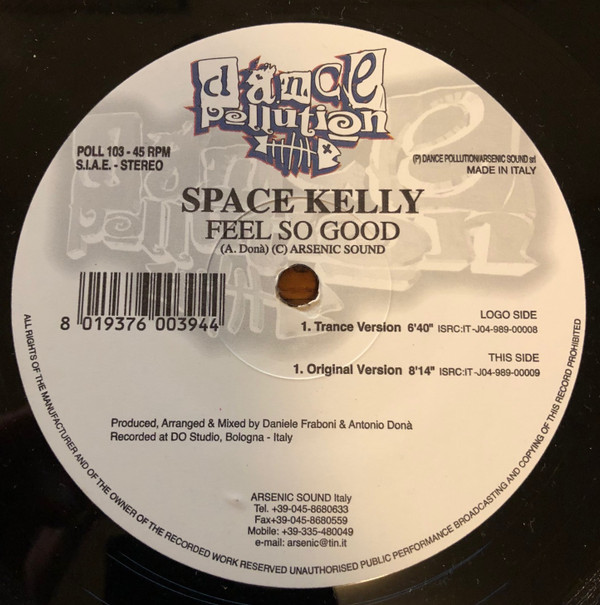 dance
pollution
POLL 103 - 45 RPM
S.I.A.E. - STEREO
(P) DANCE POLLUTION/ARSENIC SOUND srl
MADE IN ITALY
SPACE KELLY
FEEL SO GOOD
(A. Donà) (C) ARSENIC SOUND
8 019376 003944
LOGO SIDE
1. Trance Version 6'40" ISRC:IT-J04-989-00008
THIS SIDE
1. Original Version 8'14" ISRC:IT-J04-989-00009
Produced, Arranged & Mixed by Daniele Fraboni & Antonio Donà
Recorded at DO Studio, Bologna - Italy
ARSENIC SOUND Italy
Tel. +39-045-8680633
Fax+39-045-8680559
Mobile: +39-335-480049
e-mail: arsenic@tin.it
ALL RIGHTS OF THE MANUFACTURER AND OF THE OWNER OF THE RECORDED WORK RESERVED UNAUTHORISED PUBLIC PERFORMANCE BROADCASTING AND COPYING OF THIS RECORD PROHIBITED